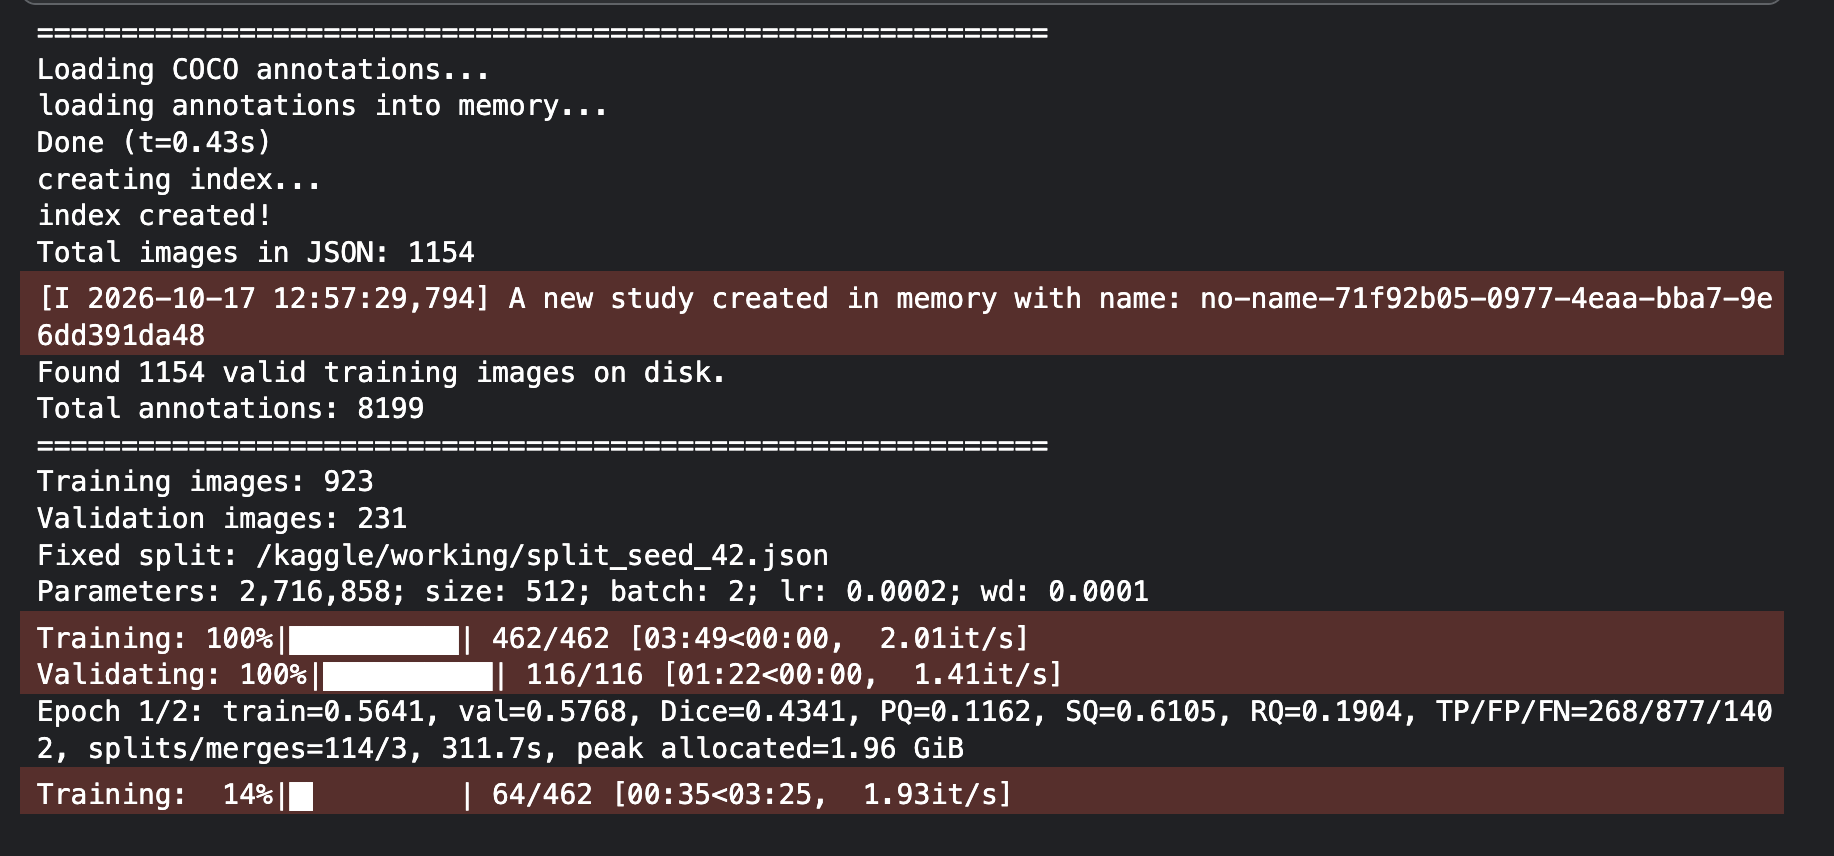 ============================================================
Loading COCO annotations...
loading annotations into memory...
Done (t=0.43s)
creating index...
index created!
Total images in JSON: 1154
[I 2026-10-17 12:57:29,794] A new study created in memory with name: no-name-71f92b05-0977-4eaa-bba7-9e
6dd391da48
Found 1154 valid training images on disk.
Total annotations: 8199
============================================================
Training images: 923
Validation images: 231
Fixed split: /kaggle/working/split_seed_42.json
Parameters: 2,716,858; size: 512; batch: 2; lr: 0.0002; wd: 0.0001
Training: 100%|██████████| 462/462 [03:49<00:00,  2.01it/s]
Validating: 100%|██████████| 116/116 [01:22<00:00,  1.41it/s]
Epoch 1/2: train=0.5641, val=0.5768, Dice=0.4341, PQ=0.1162, SQ=0.6105, RQ=0.1904, TP/FP/FN=268/877/140
2, splits/merges=114/3, 311.7s, peak allocated=1.96 GiB
Training:  14%|█▍        | 64/462 [00:35<03:25,  1.93it/s]